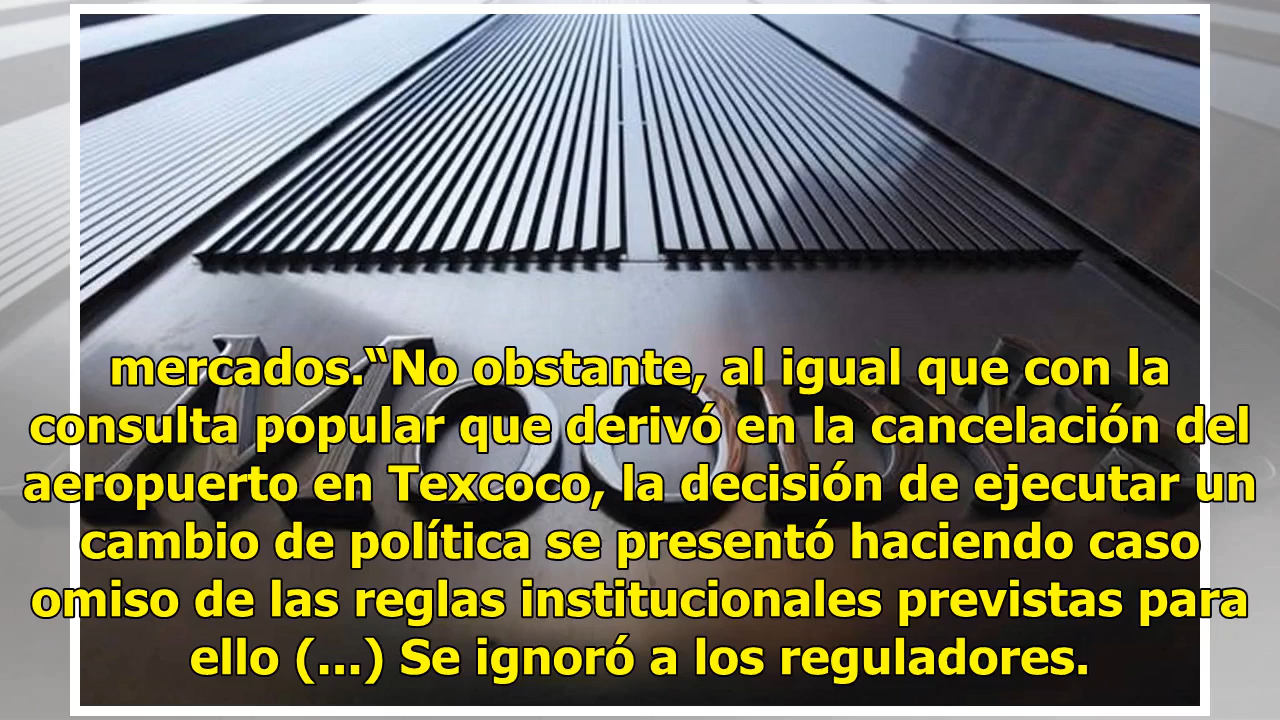 mercados.“No obstante, al igual que con la
consulta popular que derivó en la cancelación del
aeropuerto en Texcoco, la decisión de ejecutar un
cambio de política se presentó haciendo caso
omiso de las reglas institucionales previstas para
ello (...) Se ignoró a los reguladores.
MOODY'S